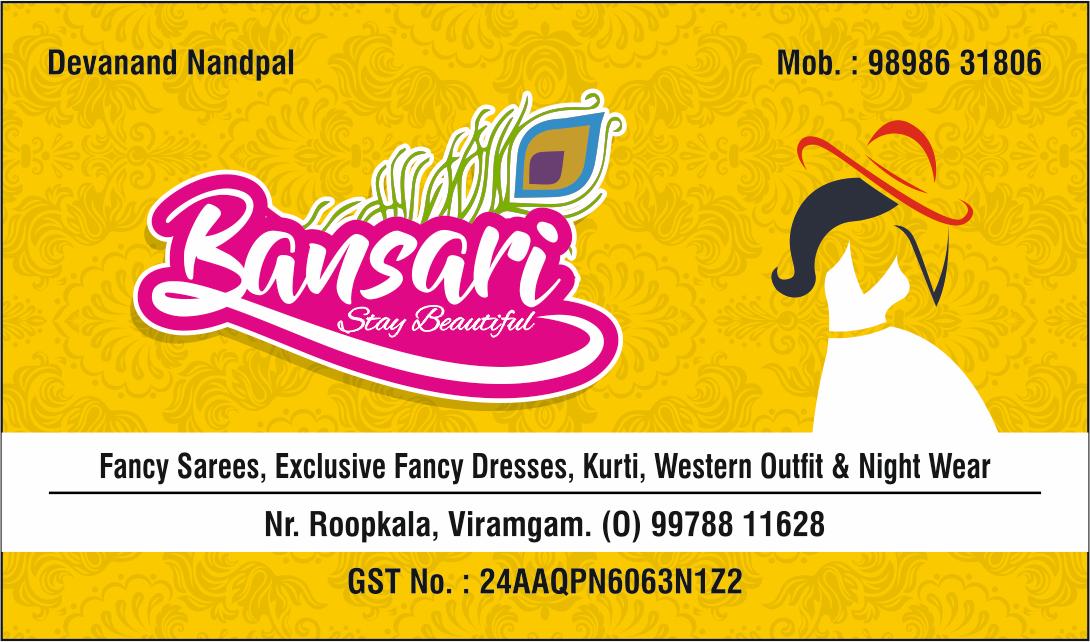 Devanand Nandpal
Mob. : 98986 31806
Bansari
Stay Beautiful
Fancy Sarees, Exclusive Fancy Dresses, Kurti, Western Outfit & Night Wear
Nr. Roopkala, Viramgam. (O) 99788 11628
GST No. : 24AAQPN6063N1Z2